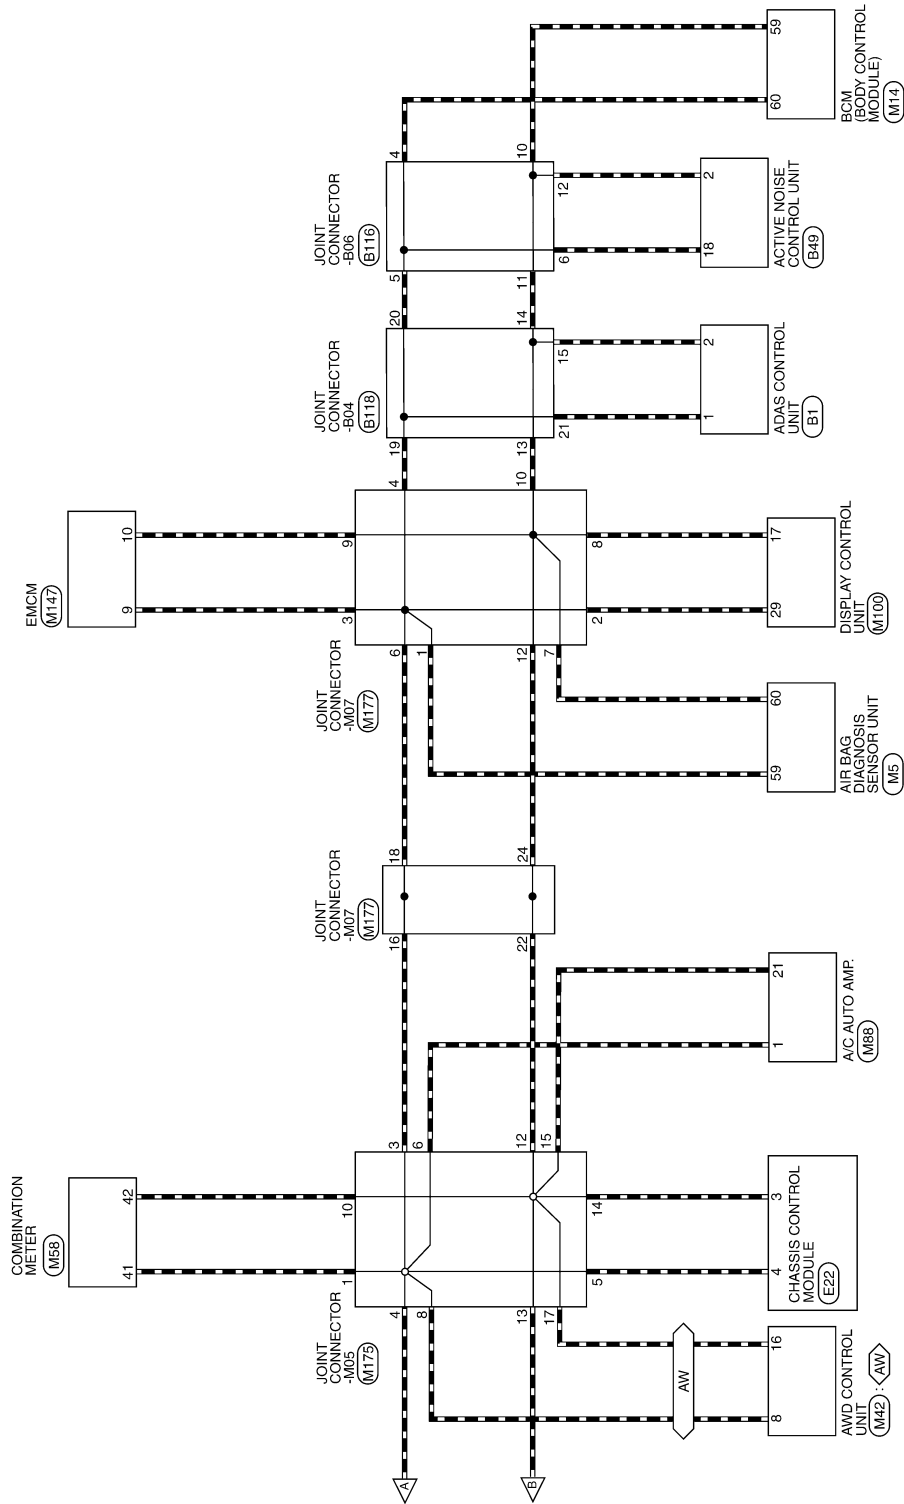 COMBINATION
METER
M58
41
42
EMCM
M147
9
10
JOINT
CONNECTOR
-M05
M175
1
10
4
8
13
17
3
6
12
15
5
14
A
B
JOINT
CONNECTOR
-M07
M177
16
22
18
24
JOINT
CONNECTOR
-M07
M177
3
9
6
1
12
7
4
10
2
8
JOINT
CONNECTOR
-B04
B118
19
13
20
14
21
15
JOINT
CONNECTOR
-B06
B116
5
11
4
10
6
12
AW
8
16
AWD CONTROL
UNIT
M42 : AW
4
3
CHASSIS CONTROL
MODULE
E22
1
21
A/C AUTO AMP.
M88
59
60
AIR BAG
DIAGNOSIS
SENSOR UNIT
M5
29
17
DISPLAY CONTROL
UNIT
M100
1
2
ADAS CONTROL
UNIT
B1
18
2
ACTIVE NOISE
CONTROL UNIT
B49
60
59
BCM
(BODY CONTROL
MODULE)
M14